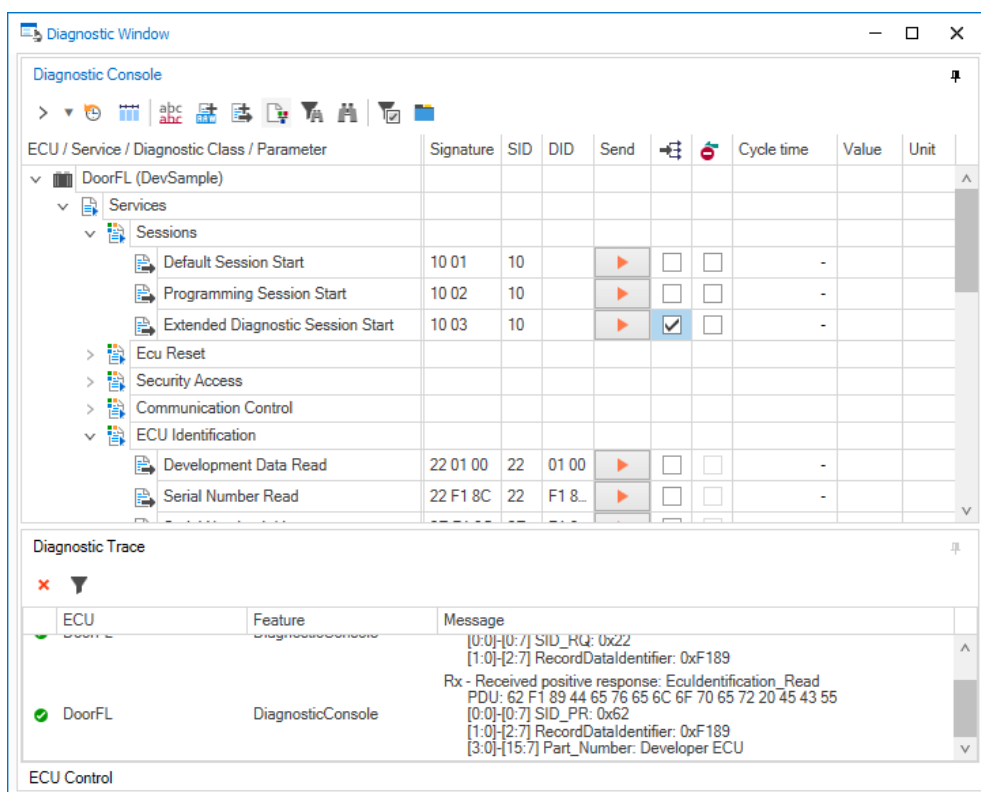 Diagnostic Window
Diagnostic Console
abc
abc
RAW
ECU / Service / Diagnostic Class / Parameter Signature SID DID Send Cycle time Value Unit
DoorFL (DevSample)
Services
Sessions
Default Session Start 10 01 10 -
Programming Session Start 10 02 10 -
Extended Diagnostic Session Start 10 03 10 -
Ecu Reset
Security Access
Communication Control
ECU Identification
Development Data Read 22 01 00 22 01 00 -
Serial Number Read 22 F1 8C 22 F1 8... -
Diagnostic Trace
ECU Feature Message
[0:0]-[0:7] SID_RQ: 0x22
[1:0]-[2:7] RecordDataIdentifier: 0xF189
Rx - Received positive response: EcuIdentification_Read
PDU: 62 F1 89 44 65 76 65 6C 6F 70 65 72 20 45 43 55
DoorFL DiagnosticConsole [0:0]-[0:7] SID_PR: 0x62
[1:0]-[2:7] RecordDataIdentifier: 0xF189
[3:0]-[15:7] Part_Number: Developer ECU
ECU Control